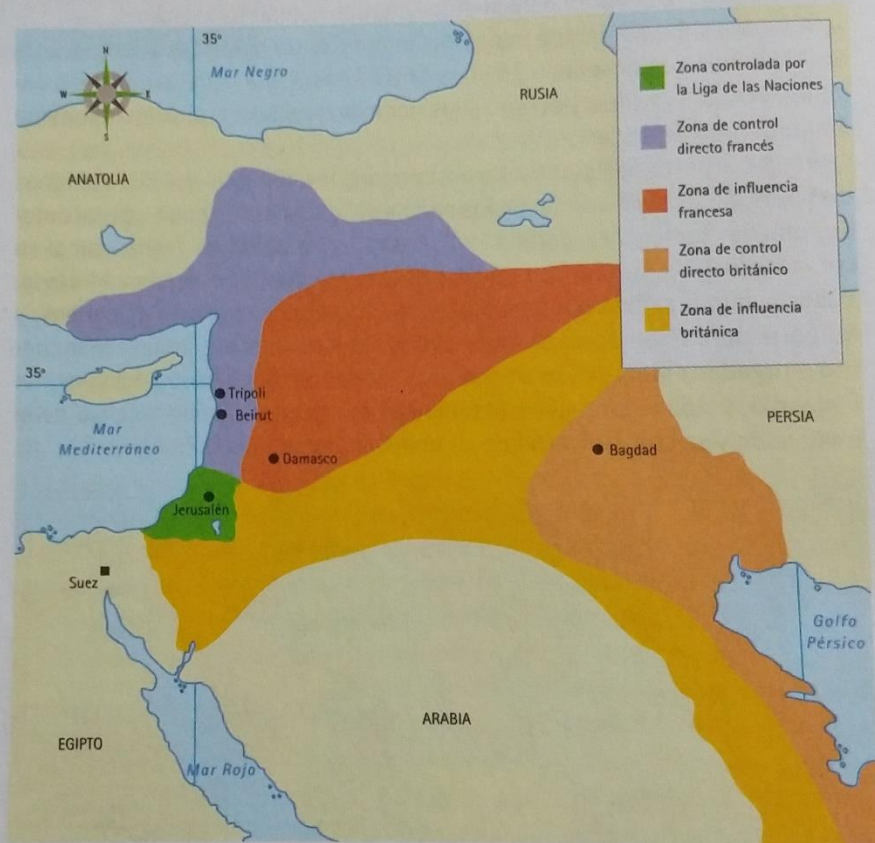 N
W
E
S
35°
Mar Negro
RUSIA
ANATOLIA
Zona controlada por
la Liga de las Naciones
Zona de control
directo francés
Zona de influencia
francesa
Zona de control
directo británico
Zona de influencia
británica
35°
Tripoli
Beirut
Mar
Mediterráneo
Damasco
Bagdad
PERSIA
Jerusalén
Suez
Golfo
Pérsico
ARABIA
EGIPTO
Mar Rojo